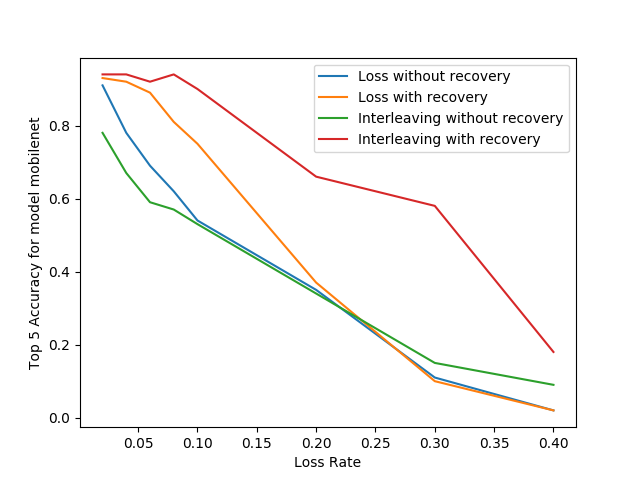 Loss without recovery
Loss with recovery
Interleaving without recovery
Interleaving with recovery
Top 5 Accuracy for model mobilenet
0.8
0.6
0.4
0.2
0.0
0.05 0.10 0.15 0.20 0.25 0.30 0.35 0.40
Loss Rate